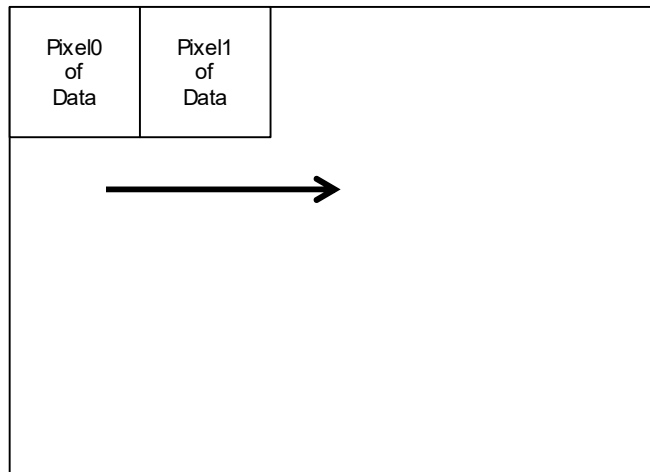 Pixel0
of
Data
Pixel1
of
Data